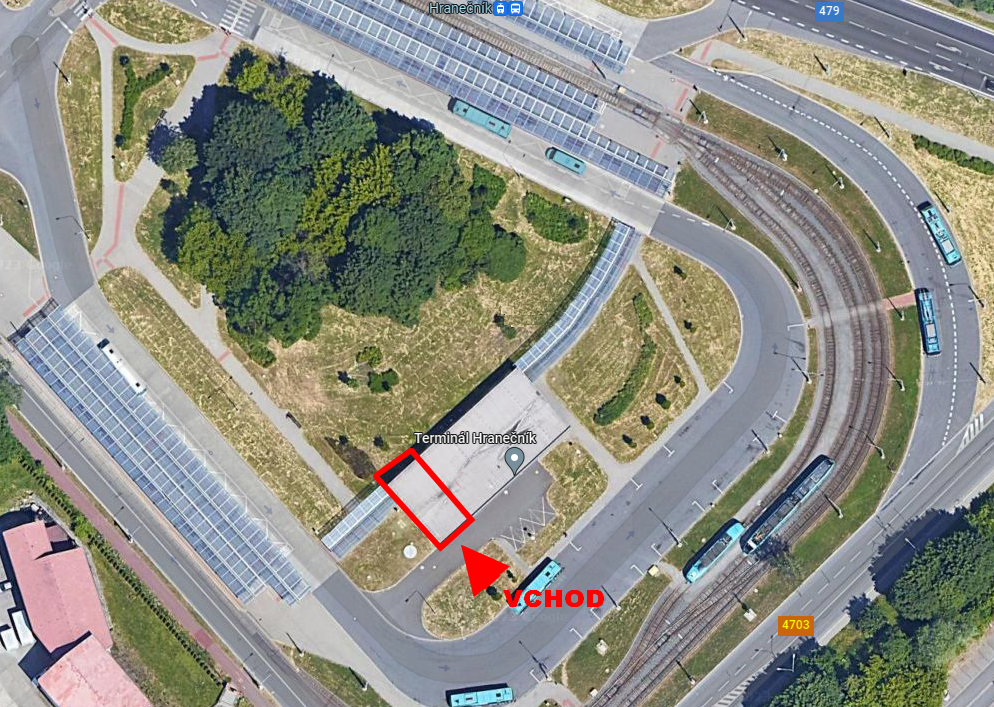 Hranečník
479
Terminál Hranečník
VCHOD
4703